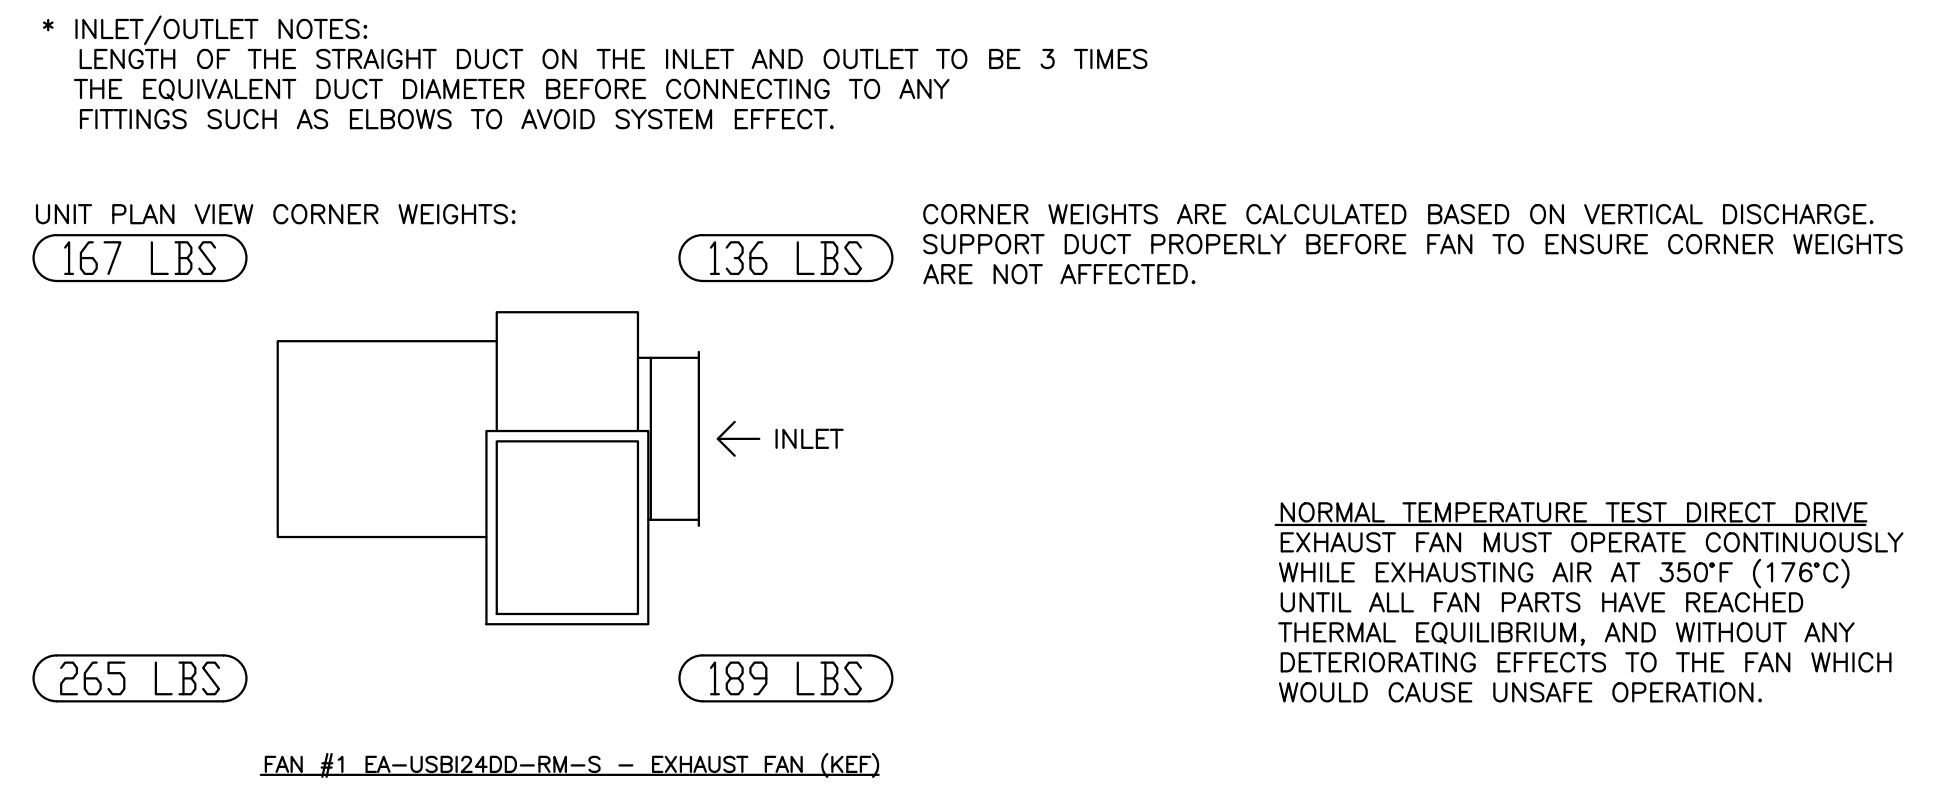 * INLET/OUTLET NOTES:
LENGTH OF THE STRAIGHT DUCT ON THE INLET AND OUTLET TO BE 3 TIMES
THE EQUIVALENT DUCT DIAMETER BEFORE CONNECTING TO ANY
FITTINGS SUCH AS ELBOWS TO AVOID SYSTEM EFFECT.
UNIT PLAN VIEW CORNER WEIGHTS:
167 LBS
136 LBS
CORNER WEIGHTS ARE CALCULATED BASED ON VERTICAL DISCHARGE.
SUPPORT DUCT PROPERLY BEFORE FAN TO ENSURE CORNER WEIGHTS
ARE NOT AFFECTED.
INLET
NORMAL TEMPERATURE TEST DIRECT DRIVE
EXHAUST FAN MUST OPERATE CONTINUOUSLY
WHILE EXHAUSTING AIR AT 350°F (176°C)
UNTIL ALL FAN PARTS HAVE REACHED
THERMAL EQUILIBRIUM, AND WITHOUT ANY
DETERIORATING EFFECTS TO THE FAN WHICH
WOULD CAUSE UNSAFE OPERATION.
265 LBS
189 LBS
FAN #1 EA-USBI24DD-RM-S - EXHAUST FAN (KEF)